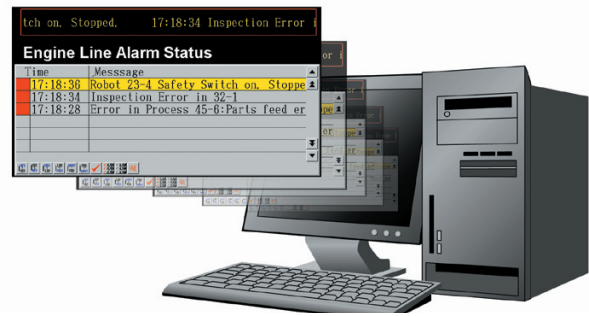 tch on, Stopped,    17:18:34 Inspection Error i
Engine Line Alarm Status
Time    Messsage
17:18:36 Robot 23-4 Safety Switch on, Stoppe
17:18:34 Inspection Error in 32-1
17:18:28 Error in Process 45-6:Parts feed er